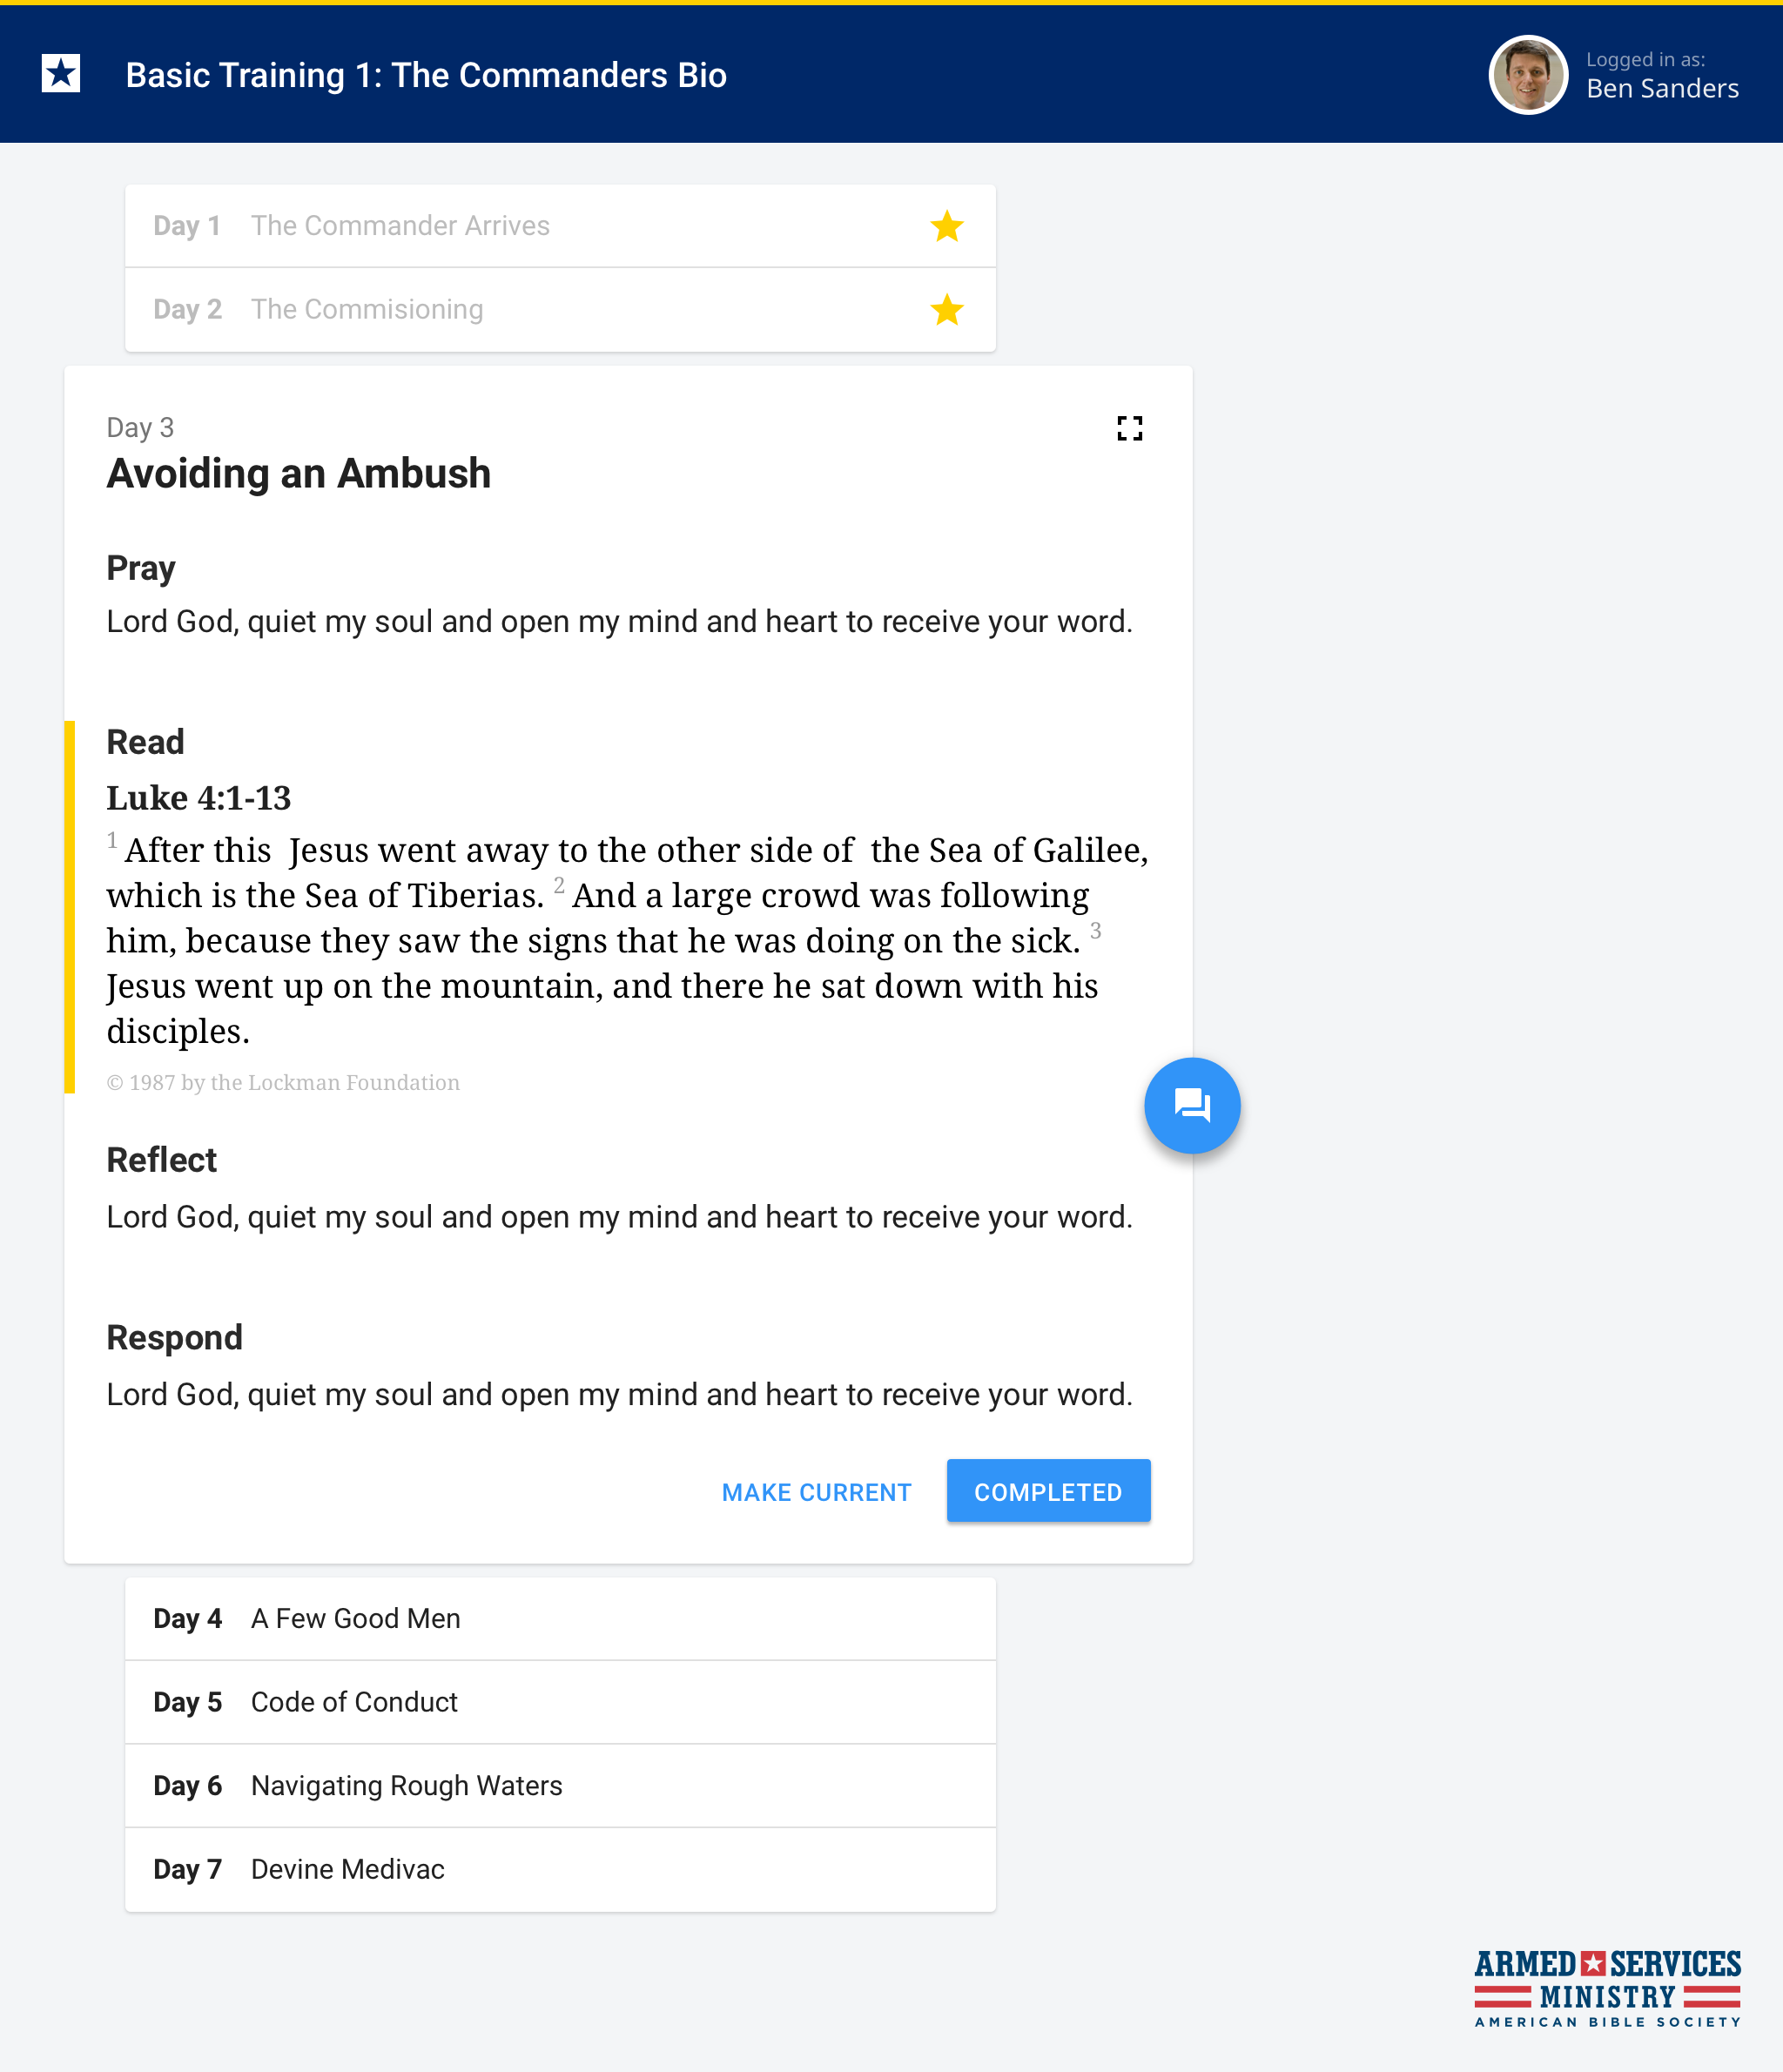 Basic Training 1: The Commanders Bio
Logged in as:
Ben Sanders
Day 1 The Commander Arrives
Day 2 The Commisioning
Day 3
Avoiding an Ambush
Pray
Lord God, quiet my soul and open my mind and heart to receive your word.
Read
Luke 4:1-13
1 After this Jesus went away to the other side of the Sea of Galilee,
which is the Sea of Tiberias. 2 And a large crowd was following
him, because they saw the signs that he was doing on the sick. 3
Jesus went up on the mountain, and there he sat down with his
disciples.
© 1987 by the Lockman Foundation
Reflect
Lord God, quiet my soul and open my mind and heart to receive your word.
Respond
Lord God, quiet my soul and open my mind and heart to receive your word.
MAKE CURRENT COMPLETED
Day 4 A Few Good Men
Day 5 Code of Conduct
Day 6 Navigating Rough Waters
Day 7 Devine Medivac
ARMED SERVICES
MINISTRY
AMERICAN BIBLE SOCIETY